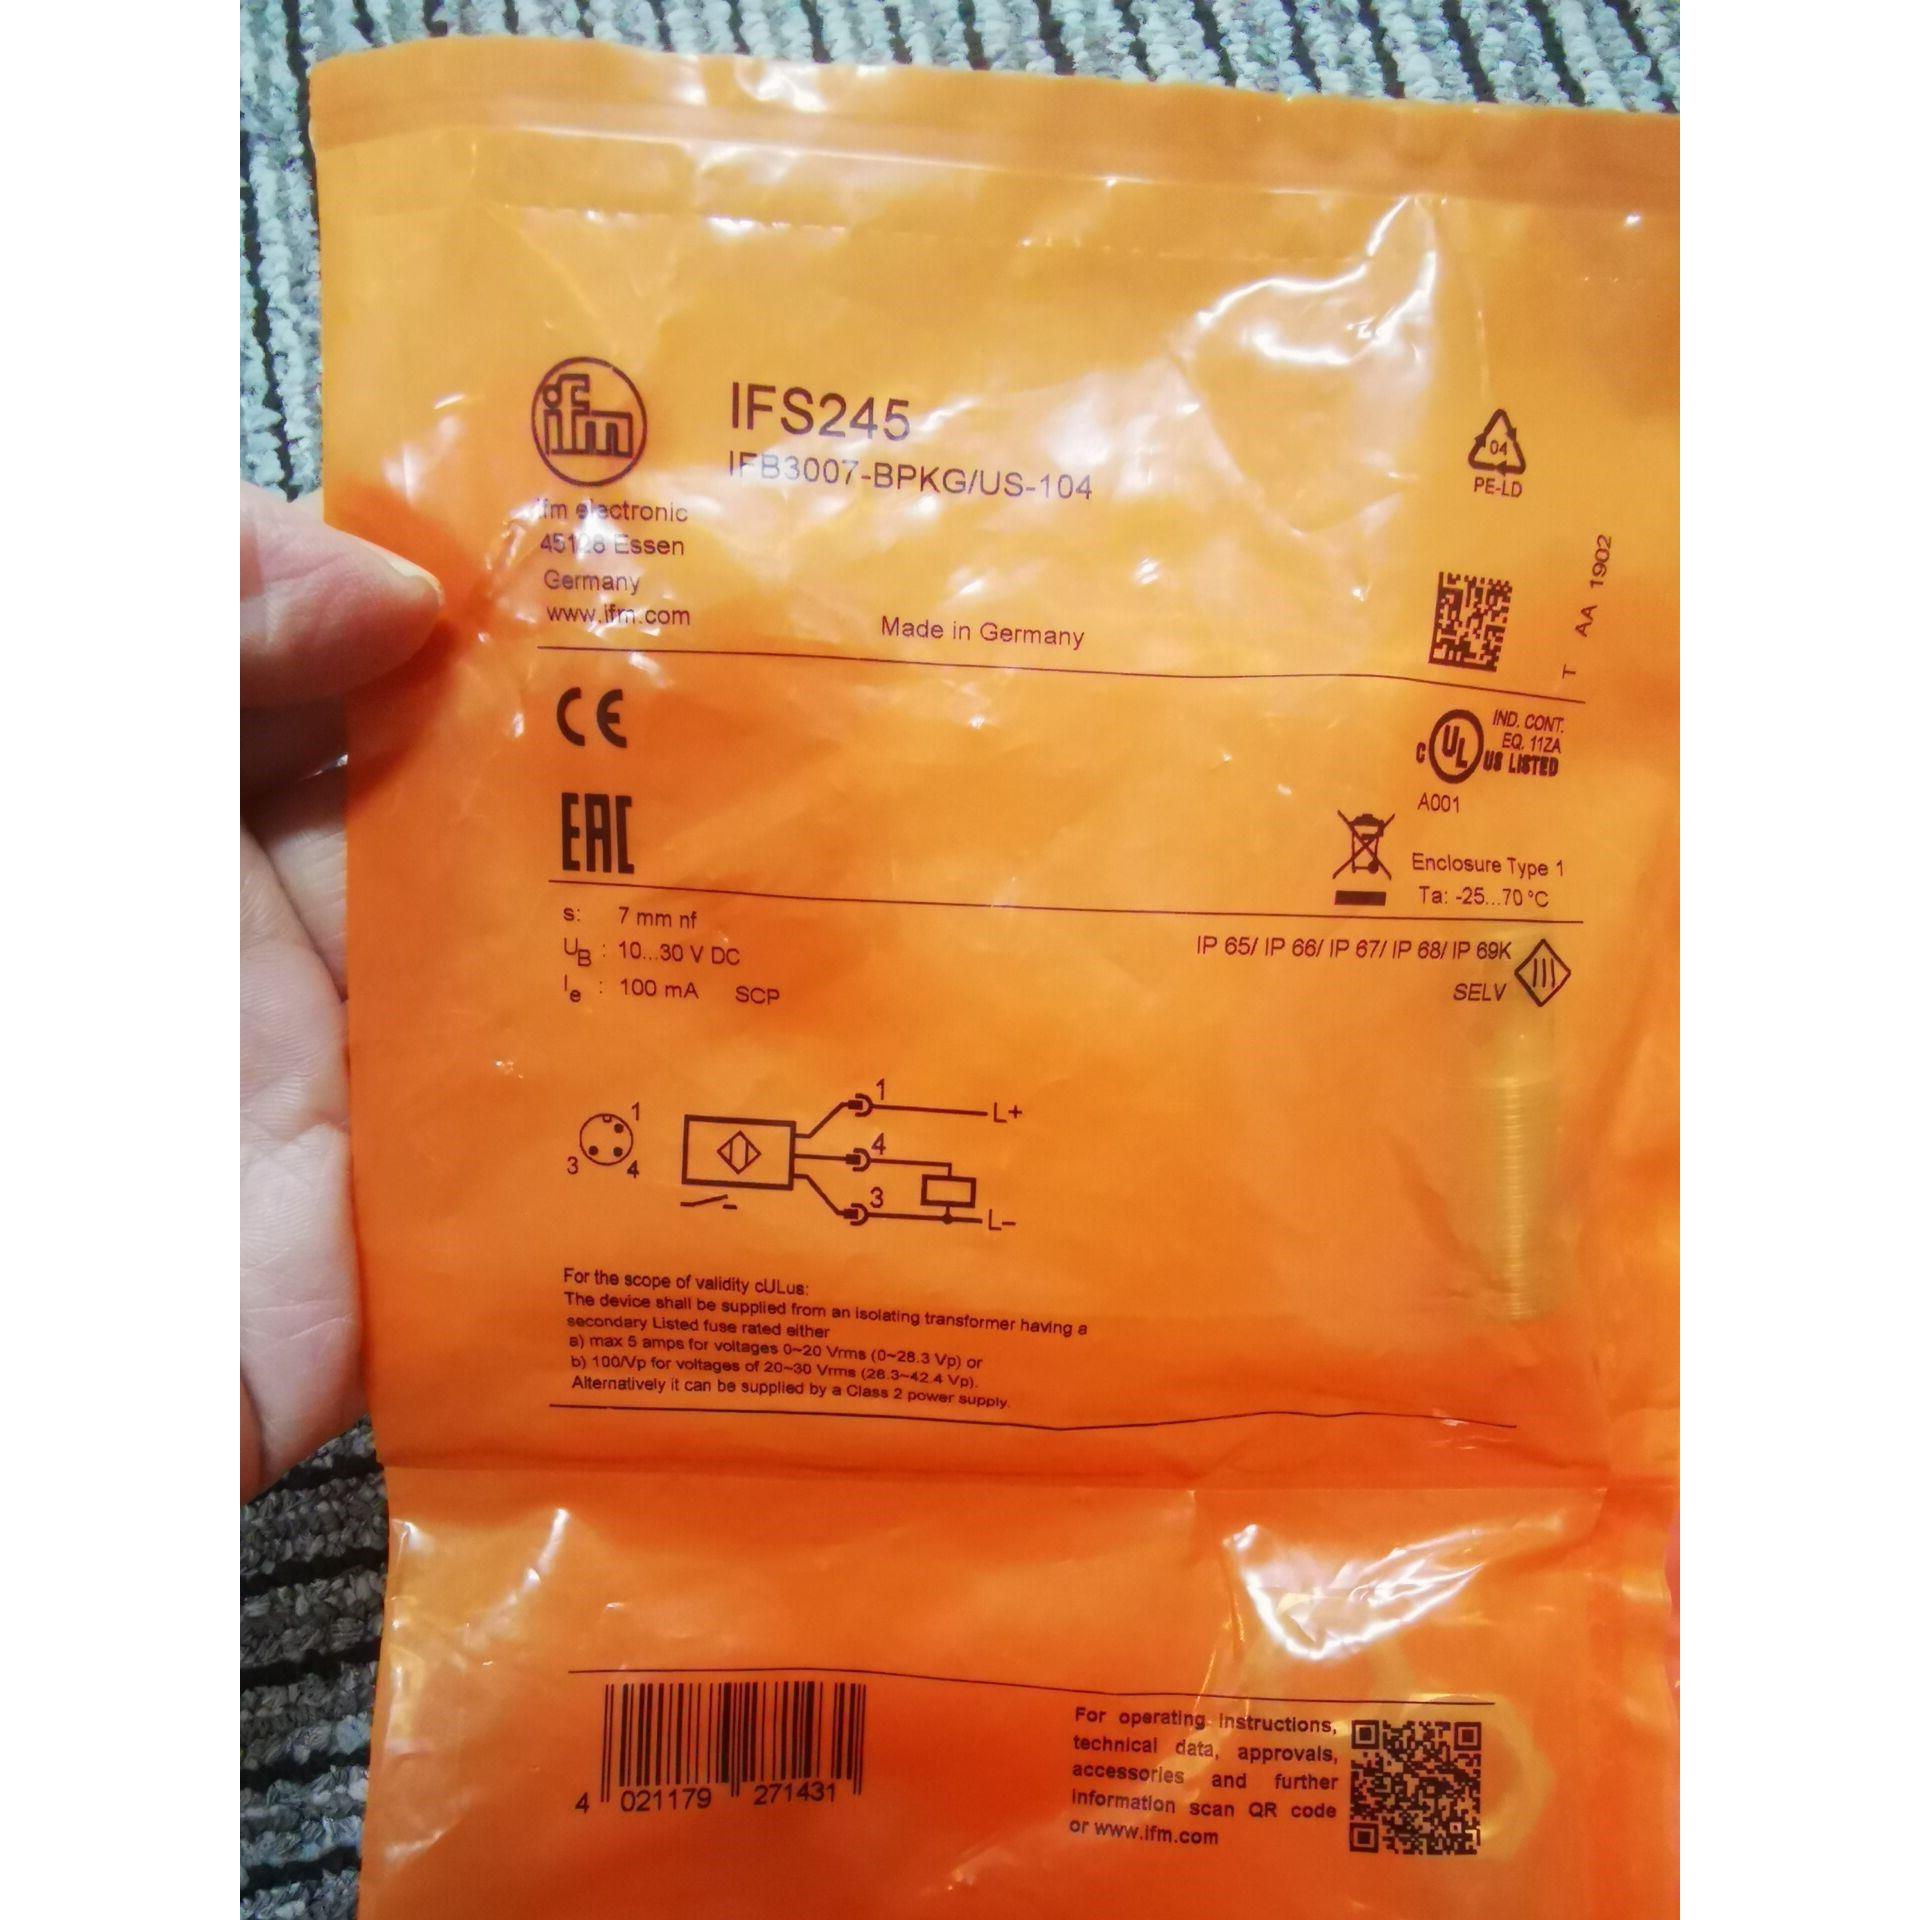 ifm
IFS245
IFB3007-BPKG/US-104
ifm electronic
45128 Essen
Germany
www.ifm.com
Made in Germany
04
PE-LD
T AA 1902
CE
EAC
C UL US LISTED
IND. CONT.
EQ. 11ZA
A001
Enclosure Type 1
Ta: -25...70 °C
s: 7 mm nf
UB : 10...30 V DC
Ie : 100 mA SCP
IP 65/ IP 66/ IP 67/ IP 68/ IP 69K
SELV
III
1
3 4
1 L+
4
3 L-
For the scope of validity cULus:
The device shall be supplied from an isolating transformer having a
secondary Listed fuse rated either
a) max 5 amps for voltages 0~20 Vrms (0~28.3 Vp) or
b) 100/Vp for voltages of 20~30 Vrms (28.3~42.4 Vp).
Alternatively it can be supplied by a Class 2 power supply.
4 021179 271431
For operating instructions,
technical data, approvals,
accessories and further
information scan QR code
or www.ifm.com